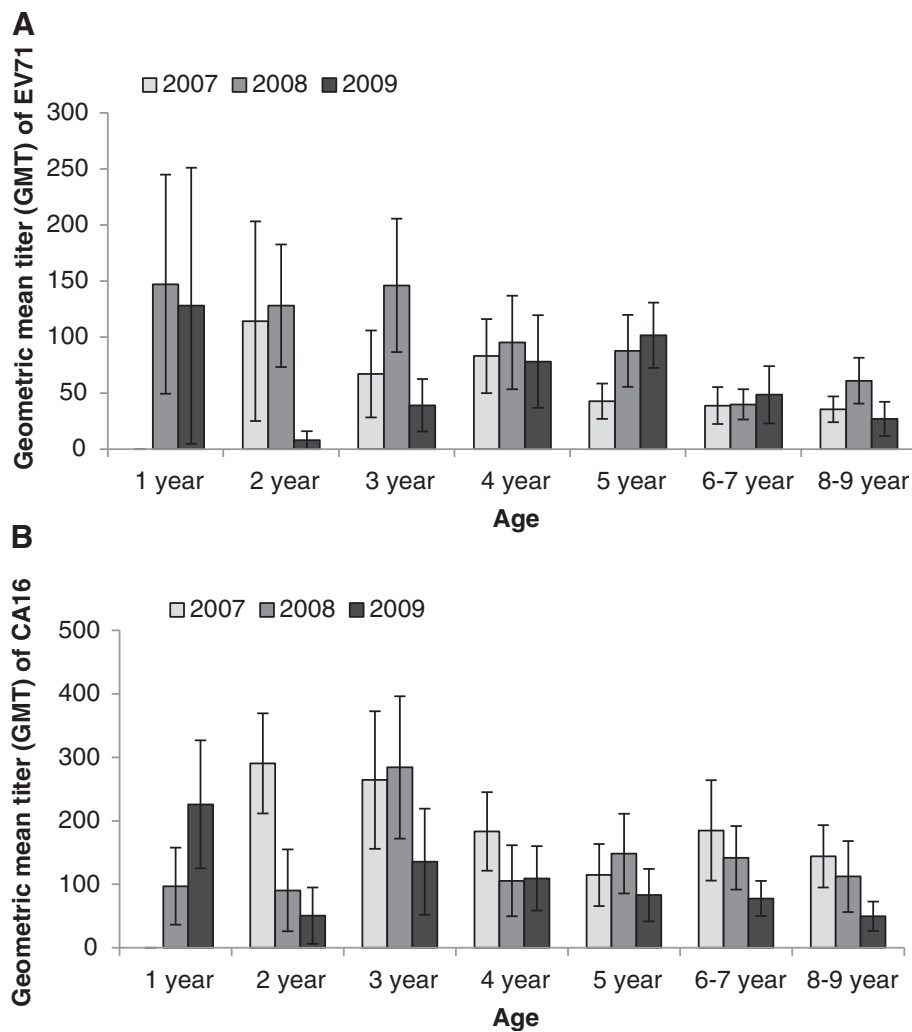 A
Geometric mean titer (GMT) of EV71
2007 2008 2009
300
250
200
150
100
50
0
1 year 2 year 3 year 4 year 5 year 6-7 year 8-9 year
Age
B
Geometric mean titer (GMT) of CA16
2007 2008 2009
500
400
300
200
100
0
1 year 2 year 3 year 4 year 5 year 6-7 year 8-9 year
Age